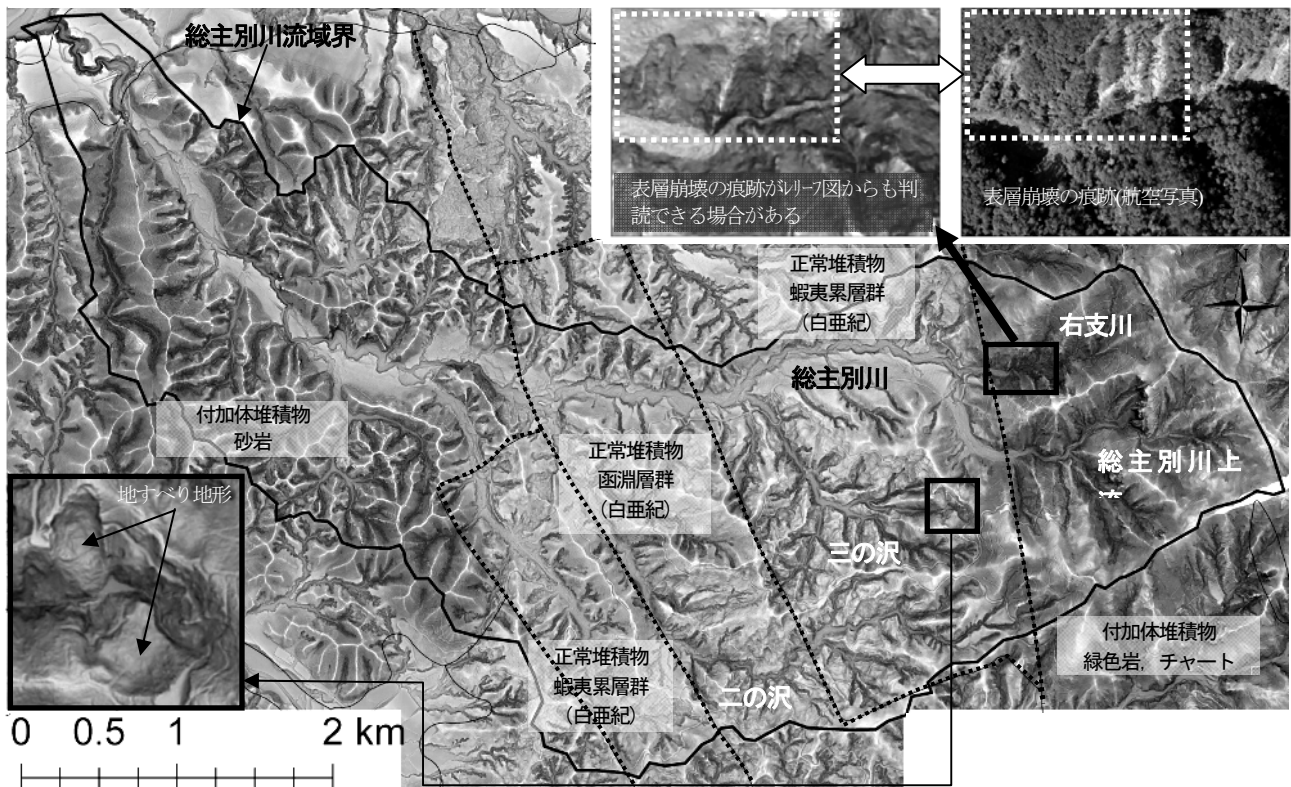 総主別川流域界
表層崩壊の痕跡がﾚﾘｰﾌ図からも判
読できる場合がある
表層崩壊の痕跡(航空写真)
正常堆積物
蝦夷累層群
（白亜紀）
N
右支川
総主別川
付加体堆積物
砂岩
正常堆積物
函淵層群
（白亜紀）
総主別川上
地すべり地形
三の沢
付加体堆積物
緑色岩，チャート
正常堆積物
蝦夷累層群
（白亜紀）
二の沢
0 0.5 1 2 km